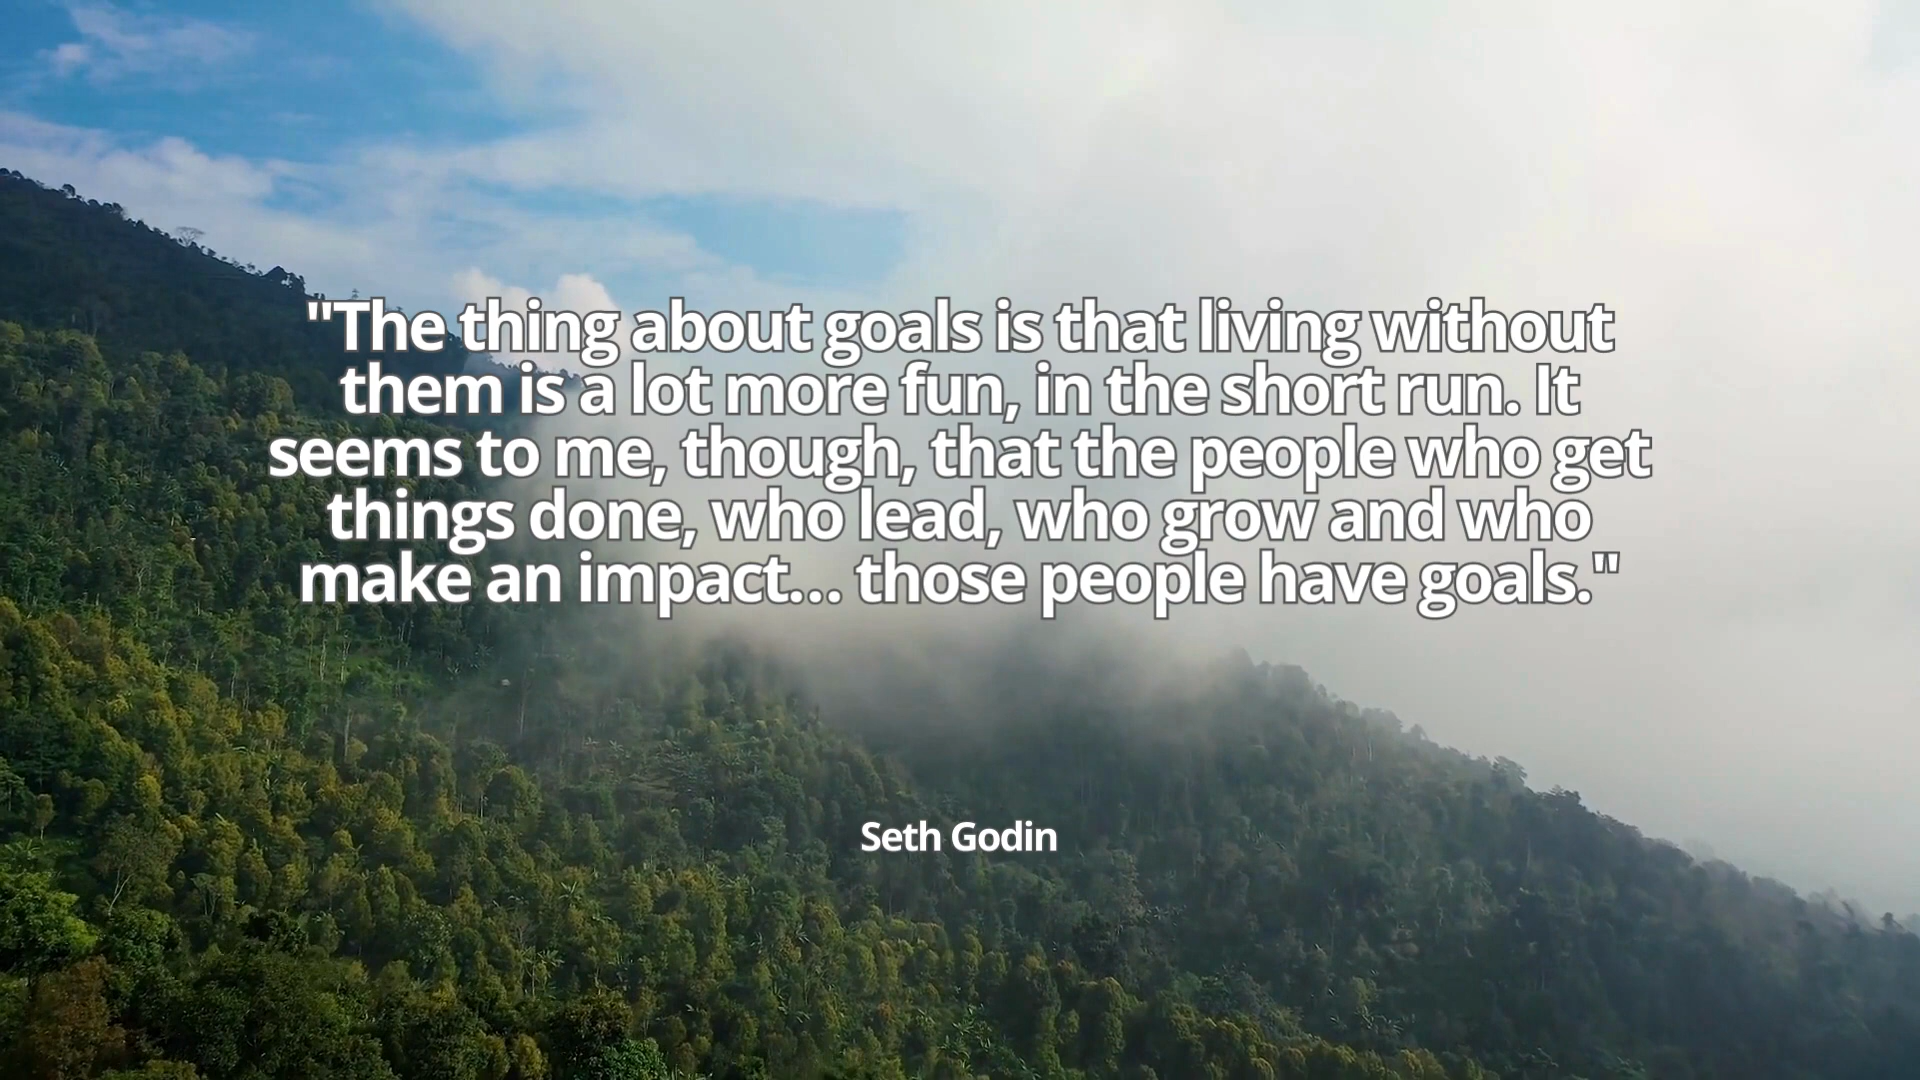 "The thing about goals is that living without
them is a lot more fun, in the short run. It
seems to me, though, that the people who get
things done, who lead, who grow and who
make an impact... those people have goals."
Seth Godin